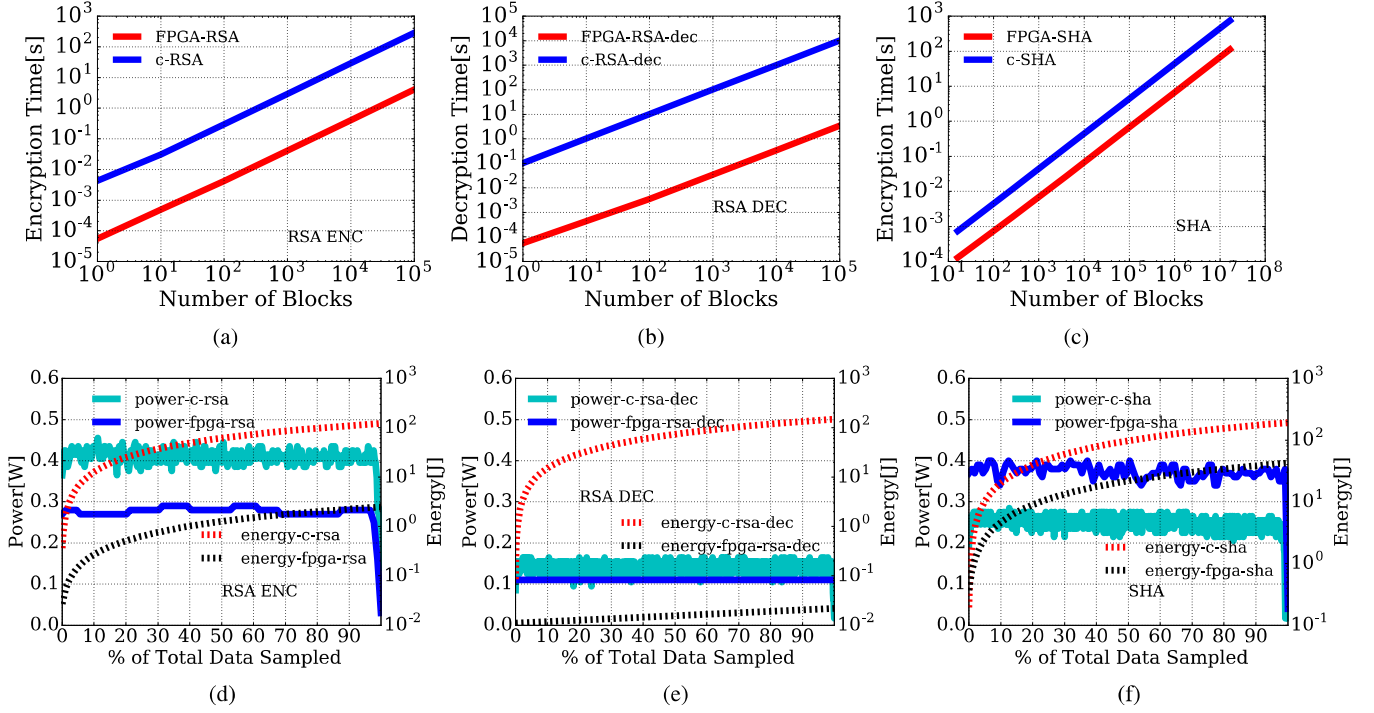 10^3
10^2
10^1
10^0
10^-1
10^-2
10^-3
10^-4
10^-5
Encryption Time[s]
FPGA-RSA
c-RSA
RSA ENC
10^0 10^1 10^2 10^3 10^4 10^5
Number of Blocks
(a)
10^5
10^4
10^3
10^2
10^1
10^0
10^-1
10^-2
10^-3
10^-4
10^-5
Decryption Time[s]
FPGA-RSA-dec
c-RSA-dec
RSA DEC
10^0 10^1 10^2 10^3 10^4 10^5
Number of Blocks
(b)
10^3
10^2
10^1
10^0
10^-1
10^-2
10^-3
10^-4
Encryption Time[s]
FPGA-SHA
c-SHA
SHA
10^1 10^2 10^3 10^4 10^5 10^6 10^7 10^8
Number of Blocks
(c)
0.6
0.5
0.4
0.3
0.2
0.1
0.0
Power[W]
power-c-rsa
power-fpga-rsa
energy-c-rsa
energy-fpga-rsa
RSA ENC
10^3
10^2
10^1
10^0
10^-1
10^-2
Energy[J]
0 10 20 30 40 50 60 70 80 90
% of Total Data Sampled
(d)
0.6
0.5
0.4
0.3
0.2
0.1
0.0
Power[W]
power-c-rsa-dec
power-fpga-rsa-dec
RSA DEC
energy-c-rsa-dec
energy-fpga-rsa-dec
10^3
10^2
10^1
10^0
10^-1
10^-2
Energy[J]
0 10 20 30 40 50 60 70 80 90
% of Total Data Sampled
(e)
0.6
0.5
0.4
0.3
0.2
0.1
0.0
Power[W]
power-c-sha
power-fpga-sha
energy-c-sha
energy-fpga-sha
SHA
10^3
10^2
10^1
10^0
10^-1
Energy[J]
0 10 20 30 40 50 60 70 80 90
% of Total Data Sampled
(f)